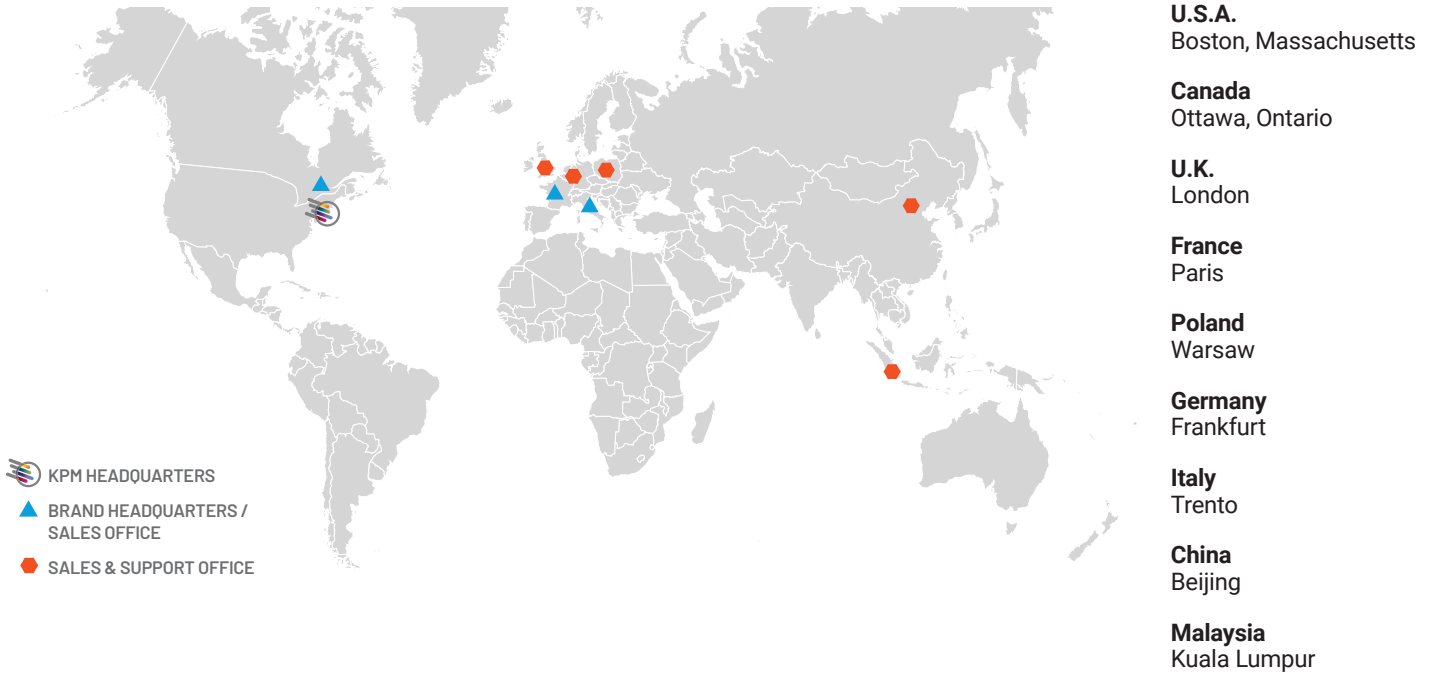 U.S.A.
Boston, Massachusetts
Canada
Ottawa, Ontario
U.K.
London
France
Paris
Poland
Warsaw
Germany
Frankfurt
Italy
Trento
China
Beijing
Malaysia
Kuala Lumpur
KPM HEADQUARTERS
BRAND HEADQUARTERS /
SALES OFFICE
SALES & SUPPORT OFFICE